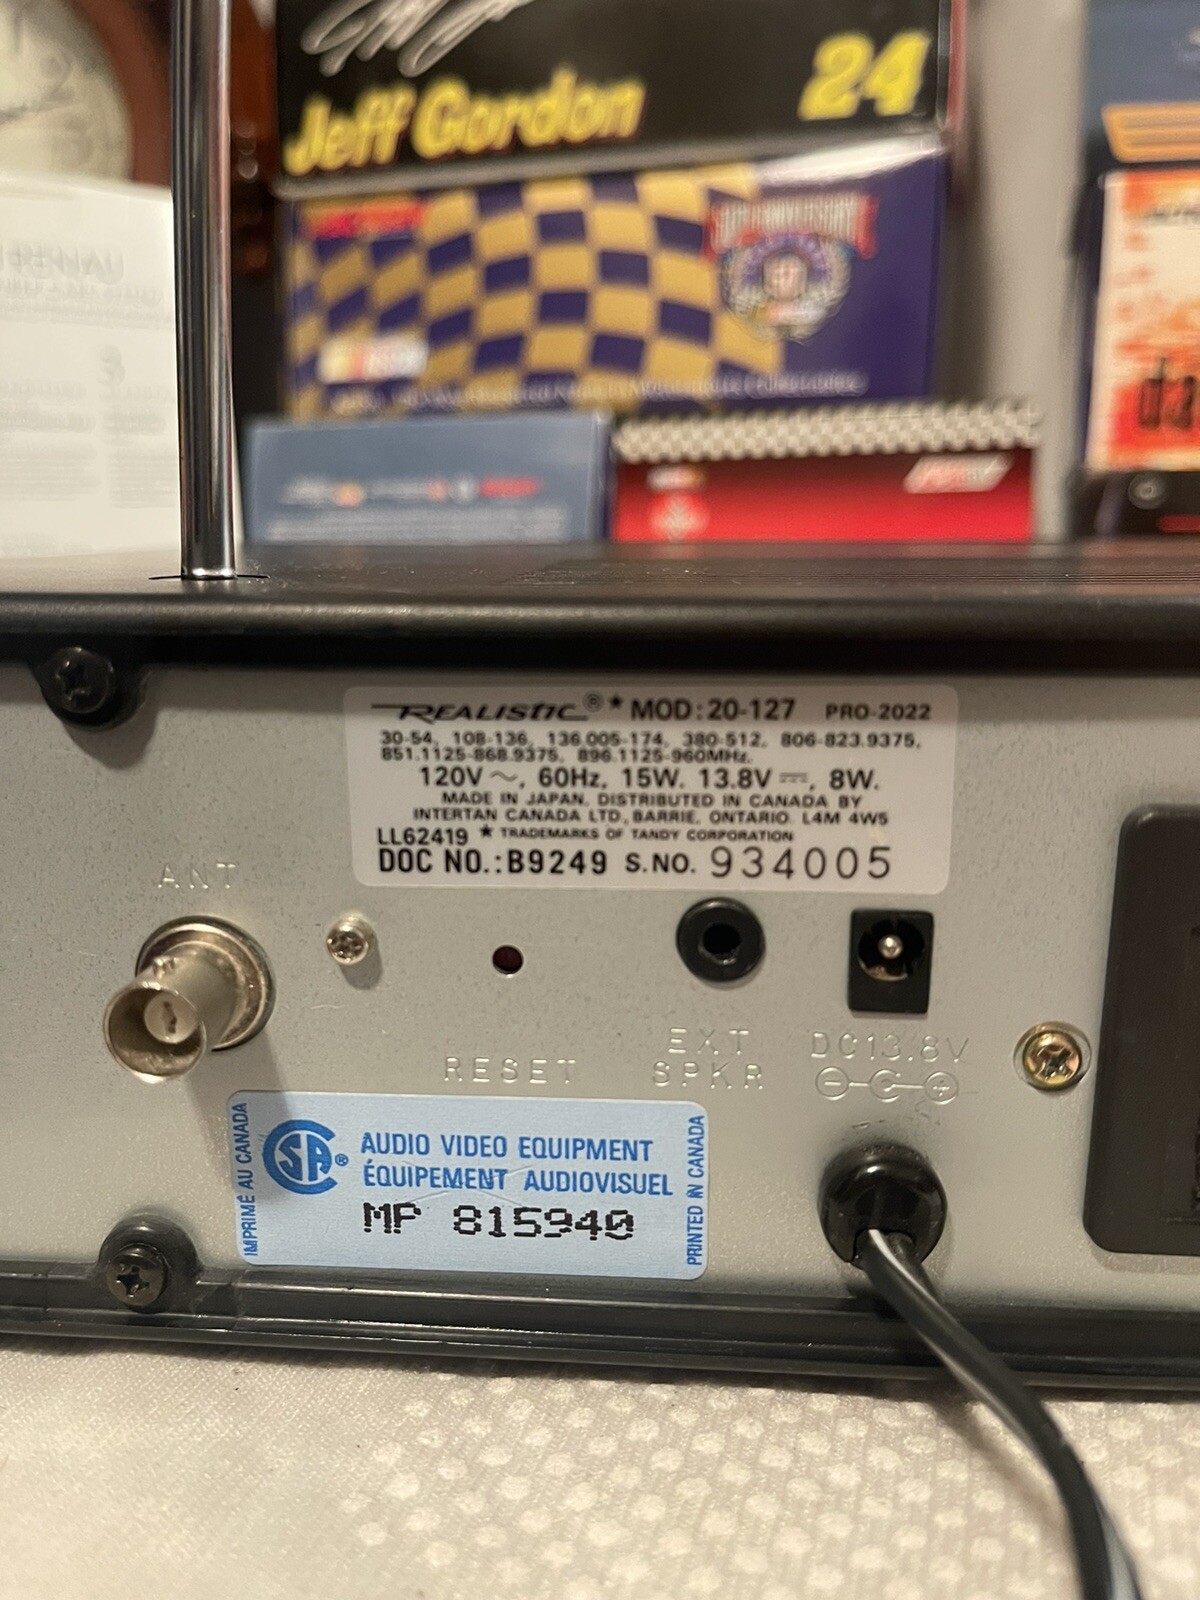 2
Jeff Gordon
24
50TH ANNIVERSARY
REALISTIC®★ MOD:20-127 PRO-2022
30-54, 108-136, 136.005-174, 380-512, 806-823.9375,
851.1125-868.9375, 896.1125-960MHz.
120V ～, 60Hz, 15W. 13.8V ⎓, 8W.
MADE IN JAPAN. DISTRIBUTED IN CANADA BY
INTERTAN CANADA LTD, BARRIE, ONTARIO L4M 4W5
LL62419 ★ TRADEMARKS OF TANDY CORPORATION
DOC NO.:B9249 S.NO. 934005
ANT
RESET
EXT
SPKR
DC13.8V
IMPRIMÉ AU CANADA
SA®
AUDIO VIDEO EQUIPMENT
ÉQUIPEMENT AUDIOVISUEL
MP 815940
PRINTED IN CANADA